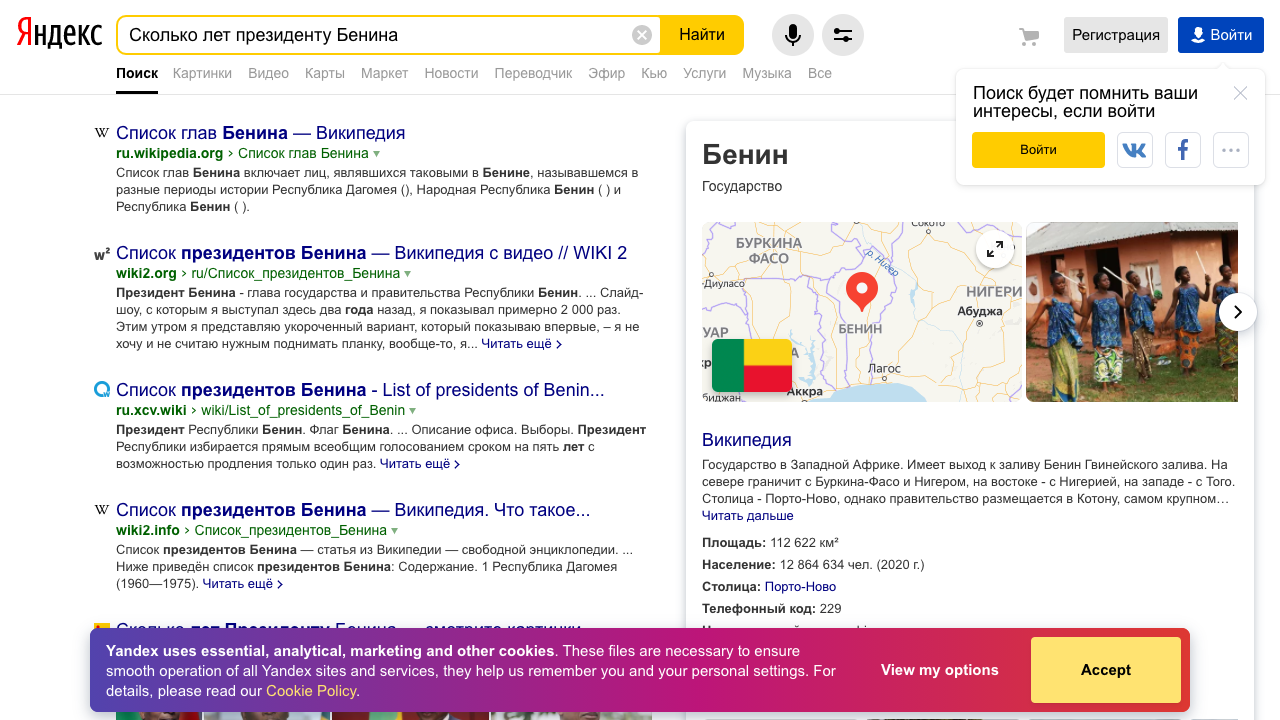 Яндекс
Сколько лет президенту Бенина
Найти
Регистрация
Войти
Поиск
Картинки
Видео
Карты
Маркет
Новости
Переводчик
Эфир
Кью
Услуги
Музыка
Все
Поиск будет помнить ваши
интересы, если войти
Войти
Список глав Бенина — Википедия
ru.wikipedia.org › Список глав Бенина
Список глав Бенина включает лиц, являвшихся таковыми в Бенине, называвшемся в
разные периоды истории Республика Дагомея (), Народная Республика Бенин ( ) и
Республика Бенин ( ).
Список президентов Бенина — Википедия с видео // WIKI 2
wiki2.org › ru/Список_президентов_Бенина
Президент Бенина - глава государства и правительства Республики Бенин. ... Слайд-
шоу, с которым я выступал здесь два года назад, я показывал примерно 2 000 раз.
Этим утром я представляю укороченный вариант, который показываю впервые, – я не
хочу и не считаю нужным поднимать планку, вообще-то, я... Читать ещё ›
Список президентов Бенина - List of presidents of Benin...
ru.xcv.wiki › wiki/List_of_presidents_of_Benin
Президент Республики Бенин. Флаг Бенина. ... Описание офиса. Выборы. Президент
Республики избирается прямым всеобщим голосованием сроком на пять лет с
возможностью продления только один раз. Читать ещё ›
Список президентов Бенина — Википедия. Что такое...
wiki2.info › Список_президентов_Бенина
Список президентов Бенина — статья из Википедии — свободной энциклопедии. ...
Ниже приведён список президентов Бенина: Содержание. 1 Республика Дагомея
(1960—1975). Читать ещё ›
Бенин
Государство
БУРКИНА
ФАСО
Сокото
р. Нигер
-Диуласо
НИГЕРИ
Абуджа
БЕНИН
УАР
Лагос
Аккра
биджан
Википедия
Государство в Западной Африке. Имеет выход к заливу Бенин Гвинейского залива. На
севере граничит с Буркина-Фасо и Нигером, на востоке - с Нигерией, на западе - с Того.
Столица - Порто-Ново, однако правительство размещается в Котону, самом крупном…
Читать дальше
Площадь: 112 622 км²
Население: 12 864 634 чел. (2020 г.)
Столица: Порто-Ново
Телефонный код: 229
Yandex uses essential, analytical, marketing and other cookies. These files are necessary to ensure
smooth operation of all Yandex sites and services, they help us remember you and your personal settings. For
details, please read our Cookie Policy.
View my options
Accept